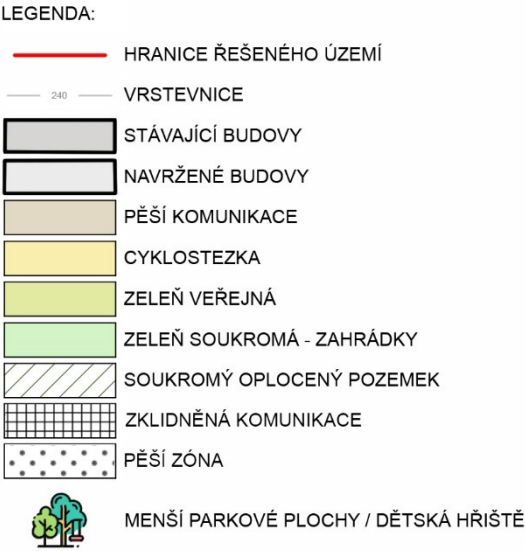 LEGENDA:
HRANICE ŘEŠENÉHO ÚZEMÍ
240 VRSTEVNICE
STÁVAJÍCÍ BUDOVY
NAVRŽENÉ BUDOVY
PĚŠÍ KOMUNIKACE
CYKLOSTEZKA
ZELEŇ VEŘEJNÁ
ZELEŇ SOUKROMÁ - ZAHRÁDKY
SOUKROMÝ OPLOCENÝ POZEMEK
ZKLIDNĚNÁ KOMUNIKACE
PĚŠÍ ZÓNA
MENŠÍ PARKOVÉ PLOCHY / DĚTSKÁ HŘIŠTĚ